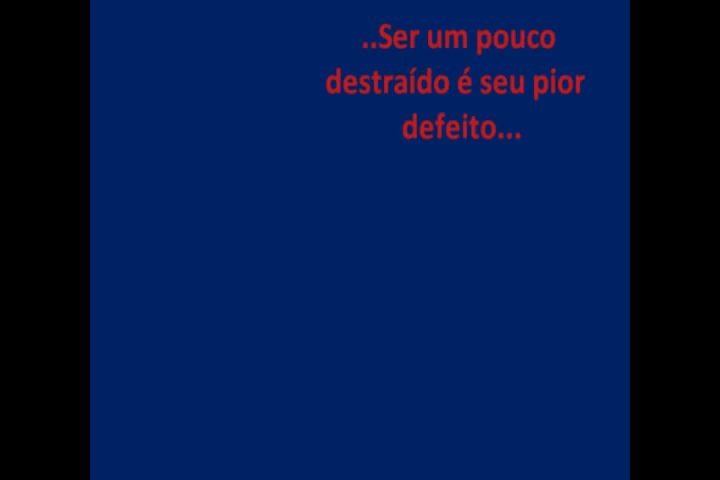 ..Ser um pouco
destraído é seu pior
defeito...